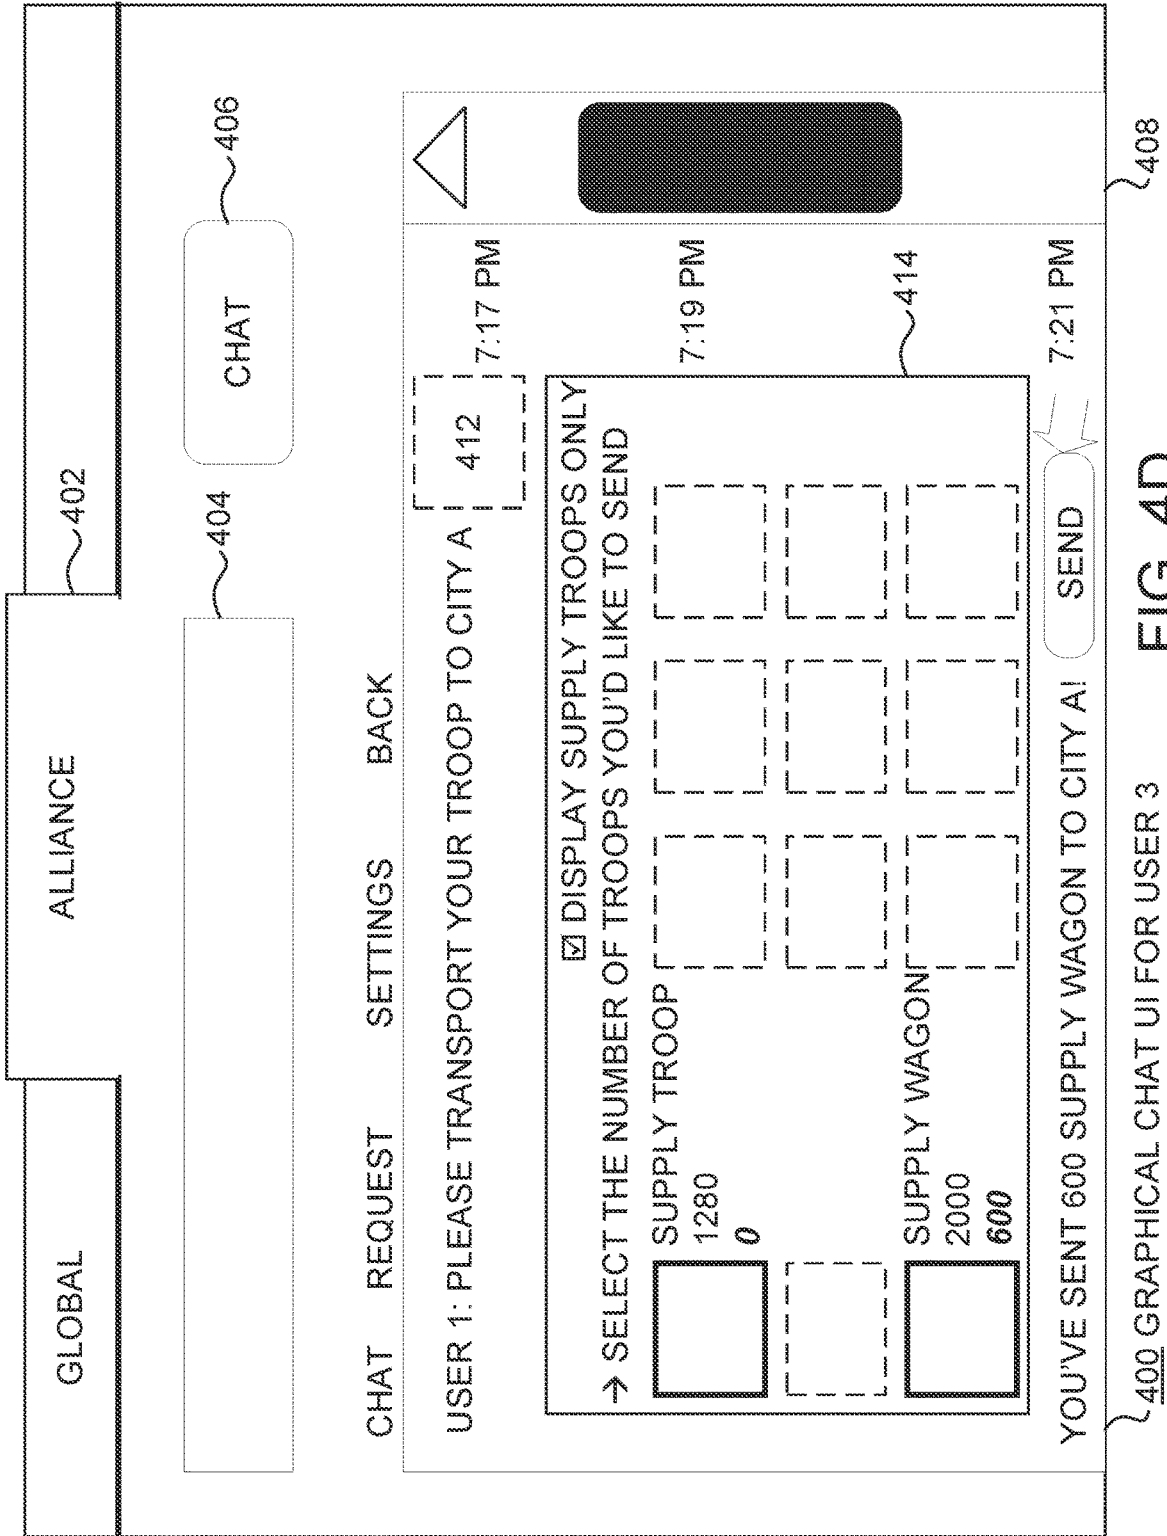 GLOBAL
ALLIANCE
402
404
CHAT
406
CHAT REQUEST SETTINGS BACK
USER 1: PLEASE TRANSPORT YOUR TROOP TO CITY A
412
7:17 PM
☑ DISPLAY SUPPLY TROOPS ONLY
→ SELECT THE NUMBER OF TROOPS YOU'D LIKE TO SEND
7:19 PM
SUPPLY TROOP
1280
0
SUPPLY WAGON
2000
600
414
YOU'VE SENT 600 SUPPLY WAGON TO CITY A!
SEND
7:21 PM
408
400 GRAPHICAL CHAT UI FOR USER 3
FIG. 4D